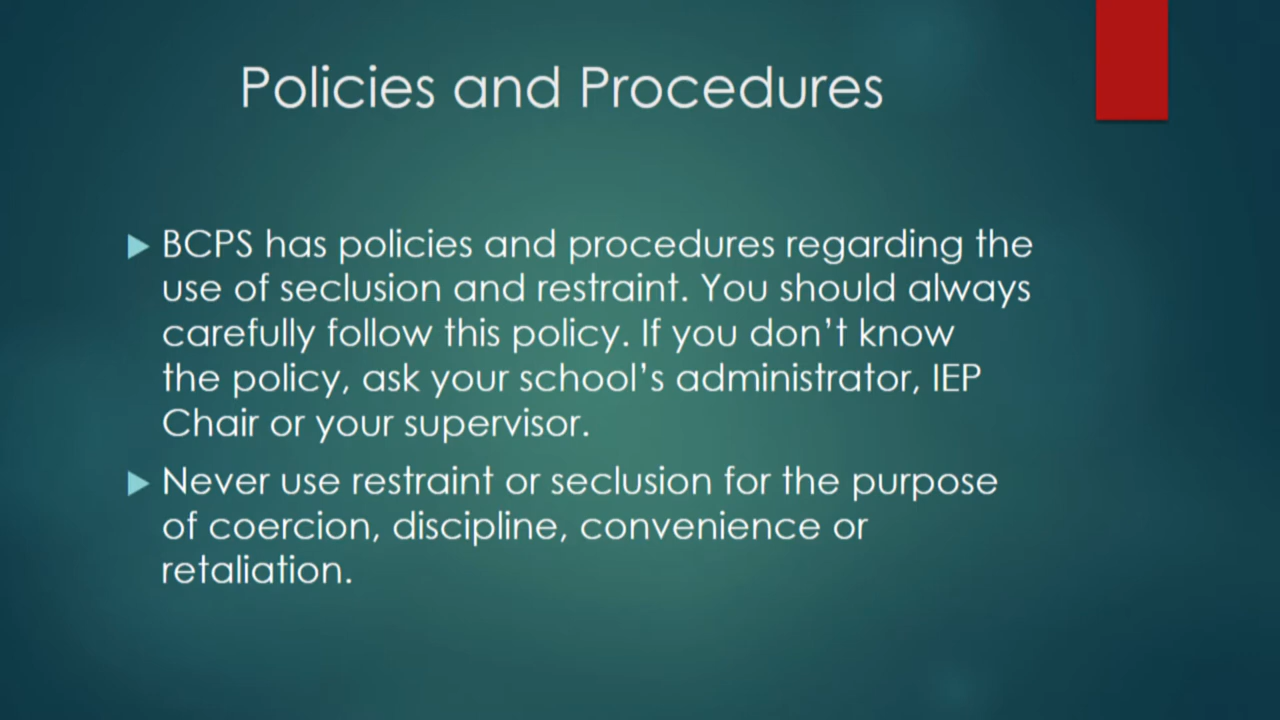 Policies and Procedures
BCPS has policies and procedures regarding the
use of seclusion and restraint. You should always
carefully follow this policy. If you don’t know
the policy, ask your school’s administrator, IEP
Chair or your supervisor.
Never use restraint or seclusion for the purpose
of coercion, discipline, convenience or
retaliation.